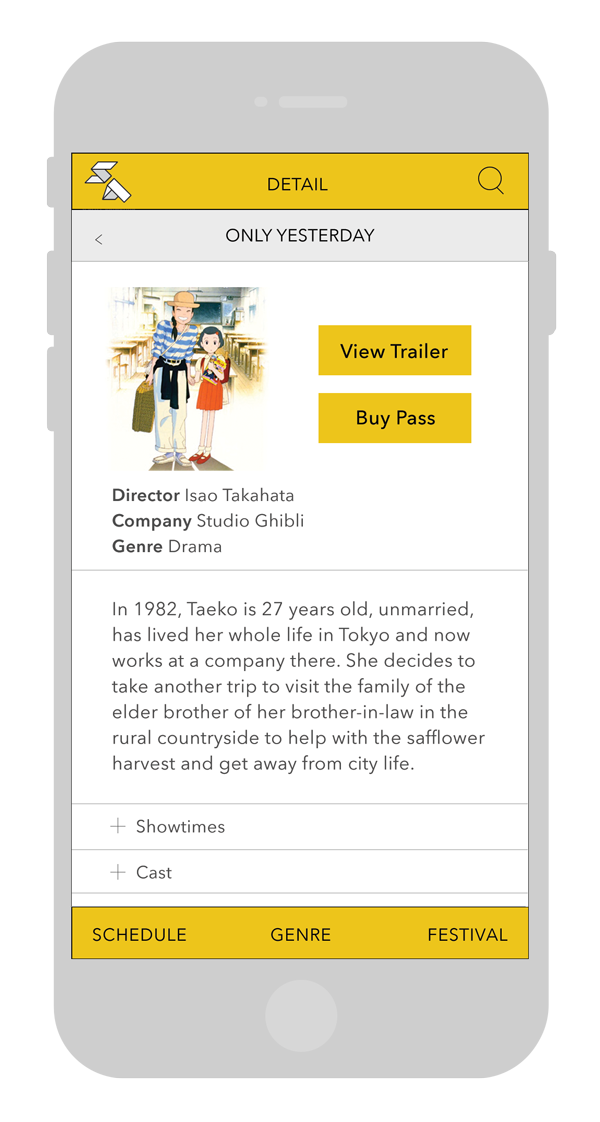 DETAIL
< ONLY YESTERDAY
View Trailer
Buy Pass
Director Isao Takahata
Company Studio Ghibli
Genre Drama
In 1982, Taeko is 27 years old, unmarried,
has lived her whole life in Tokyo and now
works at a company there. She decides to
take another trip to visit the family of the
elder brother of her brother-in-law in the
rural countryside to help with the safflower
harvest and get away from city life.
+ Showtimes
+ Cast
SCHEDULE GENRE FESTIVAL